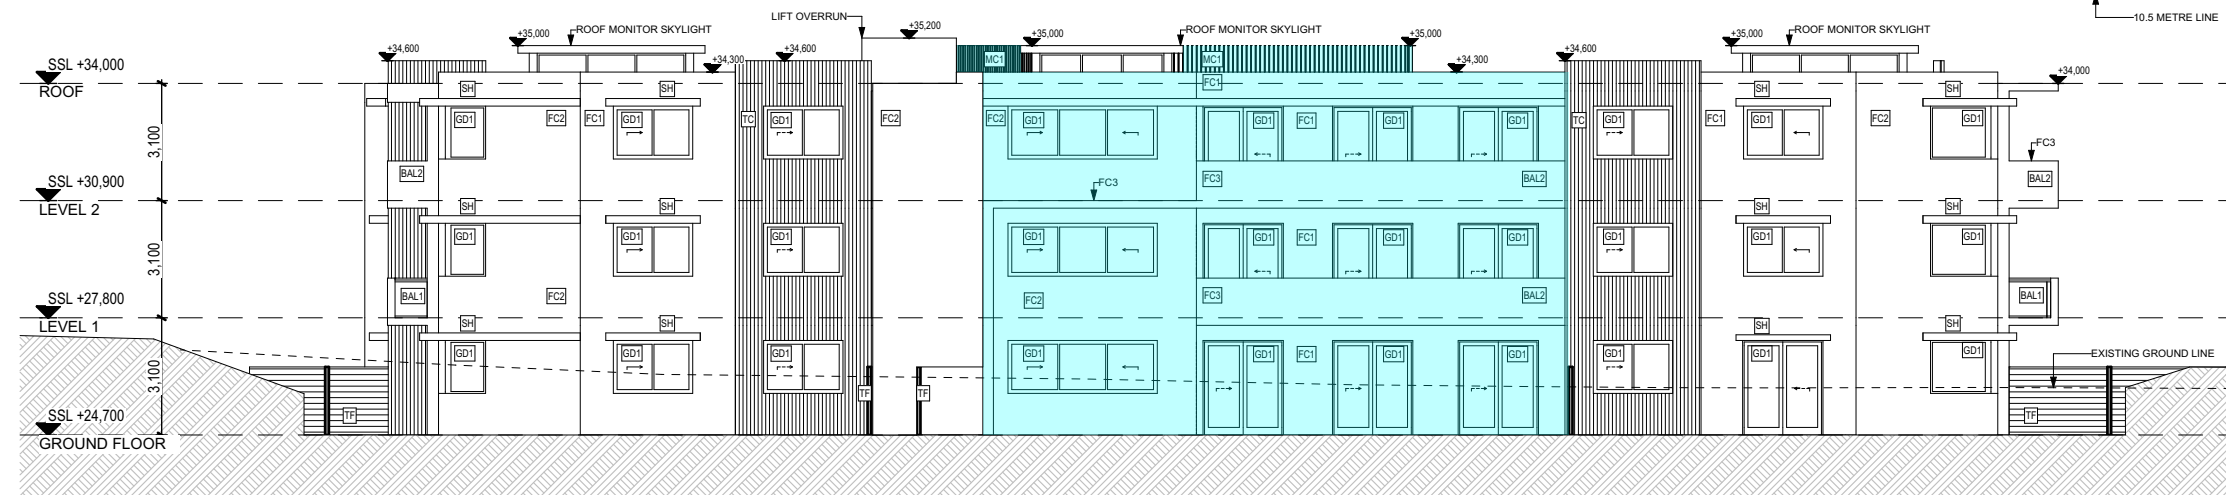 10.5 METRE LINE
LIFT OVERRUN
+35,200
+35,000
ROOF MONITOR SKYLIGHT
+35,000
ROOF MONITOR SKYLIGHT
+35,000
+35,000
ROOF MONITOR SKYLIGHT
+34,600
+34,300
+34,600
MC1
MC1
+34,300
+34,600
SSL +34,000
ROOF
+34,000
SH
SH
FC1
SH
SH
GD1
FC2
FC1
GD1
TC
GD1
FC2
FC2
GD1
GD1
FC1
GD1
GD1
TC
GD1
FC1
GD1
FC2
GD1
3,100
FC3
BAL2
FC3
BAL2
BAL2
SSL +30,900
LEVEL 2
FC3
SH
SH
SH
SH
GD1
GD1
GD1
GD1
GD1
FC1
GD1
GD1
GD1
GD1
GD1
3,100
BAL1
FC2
FC2
FC3
BAL2
BAL1
SSL +27,800
LEVEL 1
SH
SH
SH
SH
GD1
GD1
GD1
GD1
GD1
FC1
GD1
GD1
GD1
GD1
GD1
EXISTING GROUND LINE
3,100
TF
TF
TF
TF
SSL +24,700
GROUND FLOOR